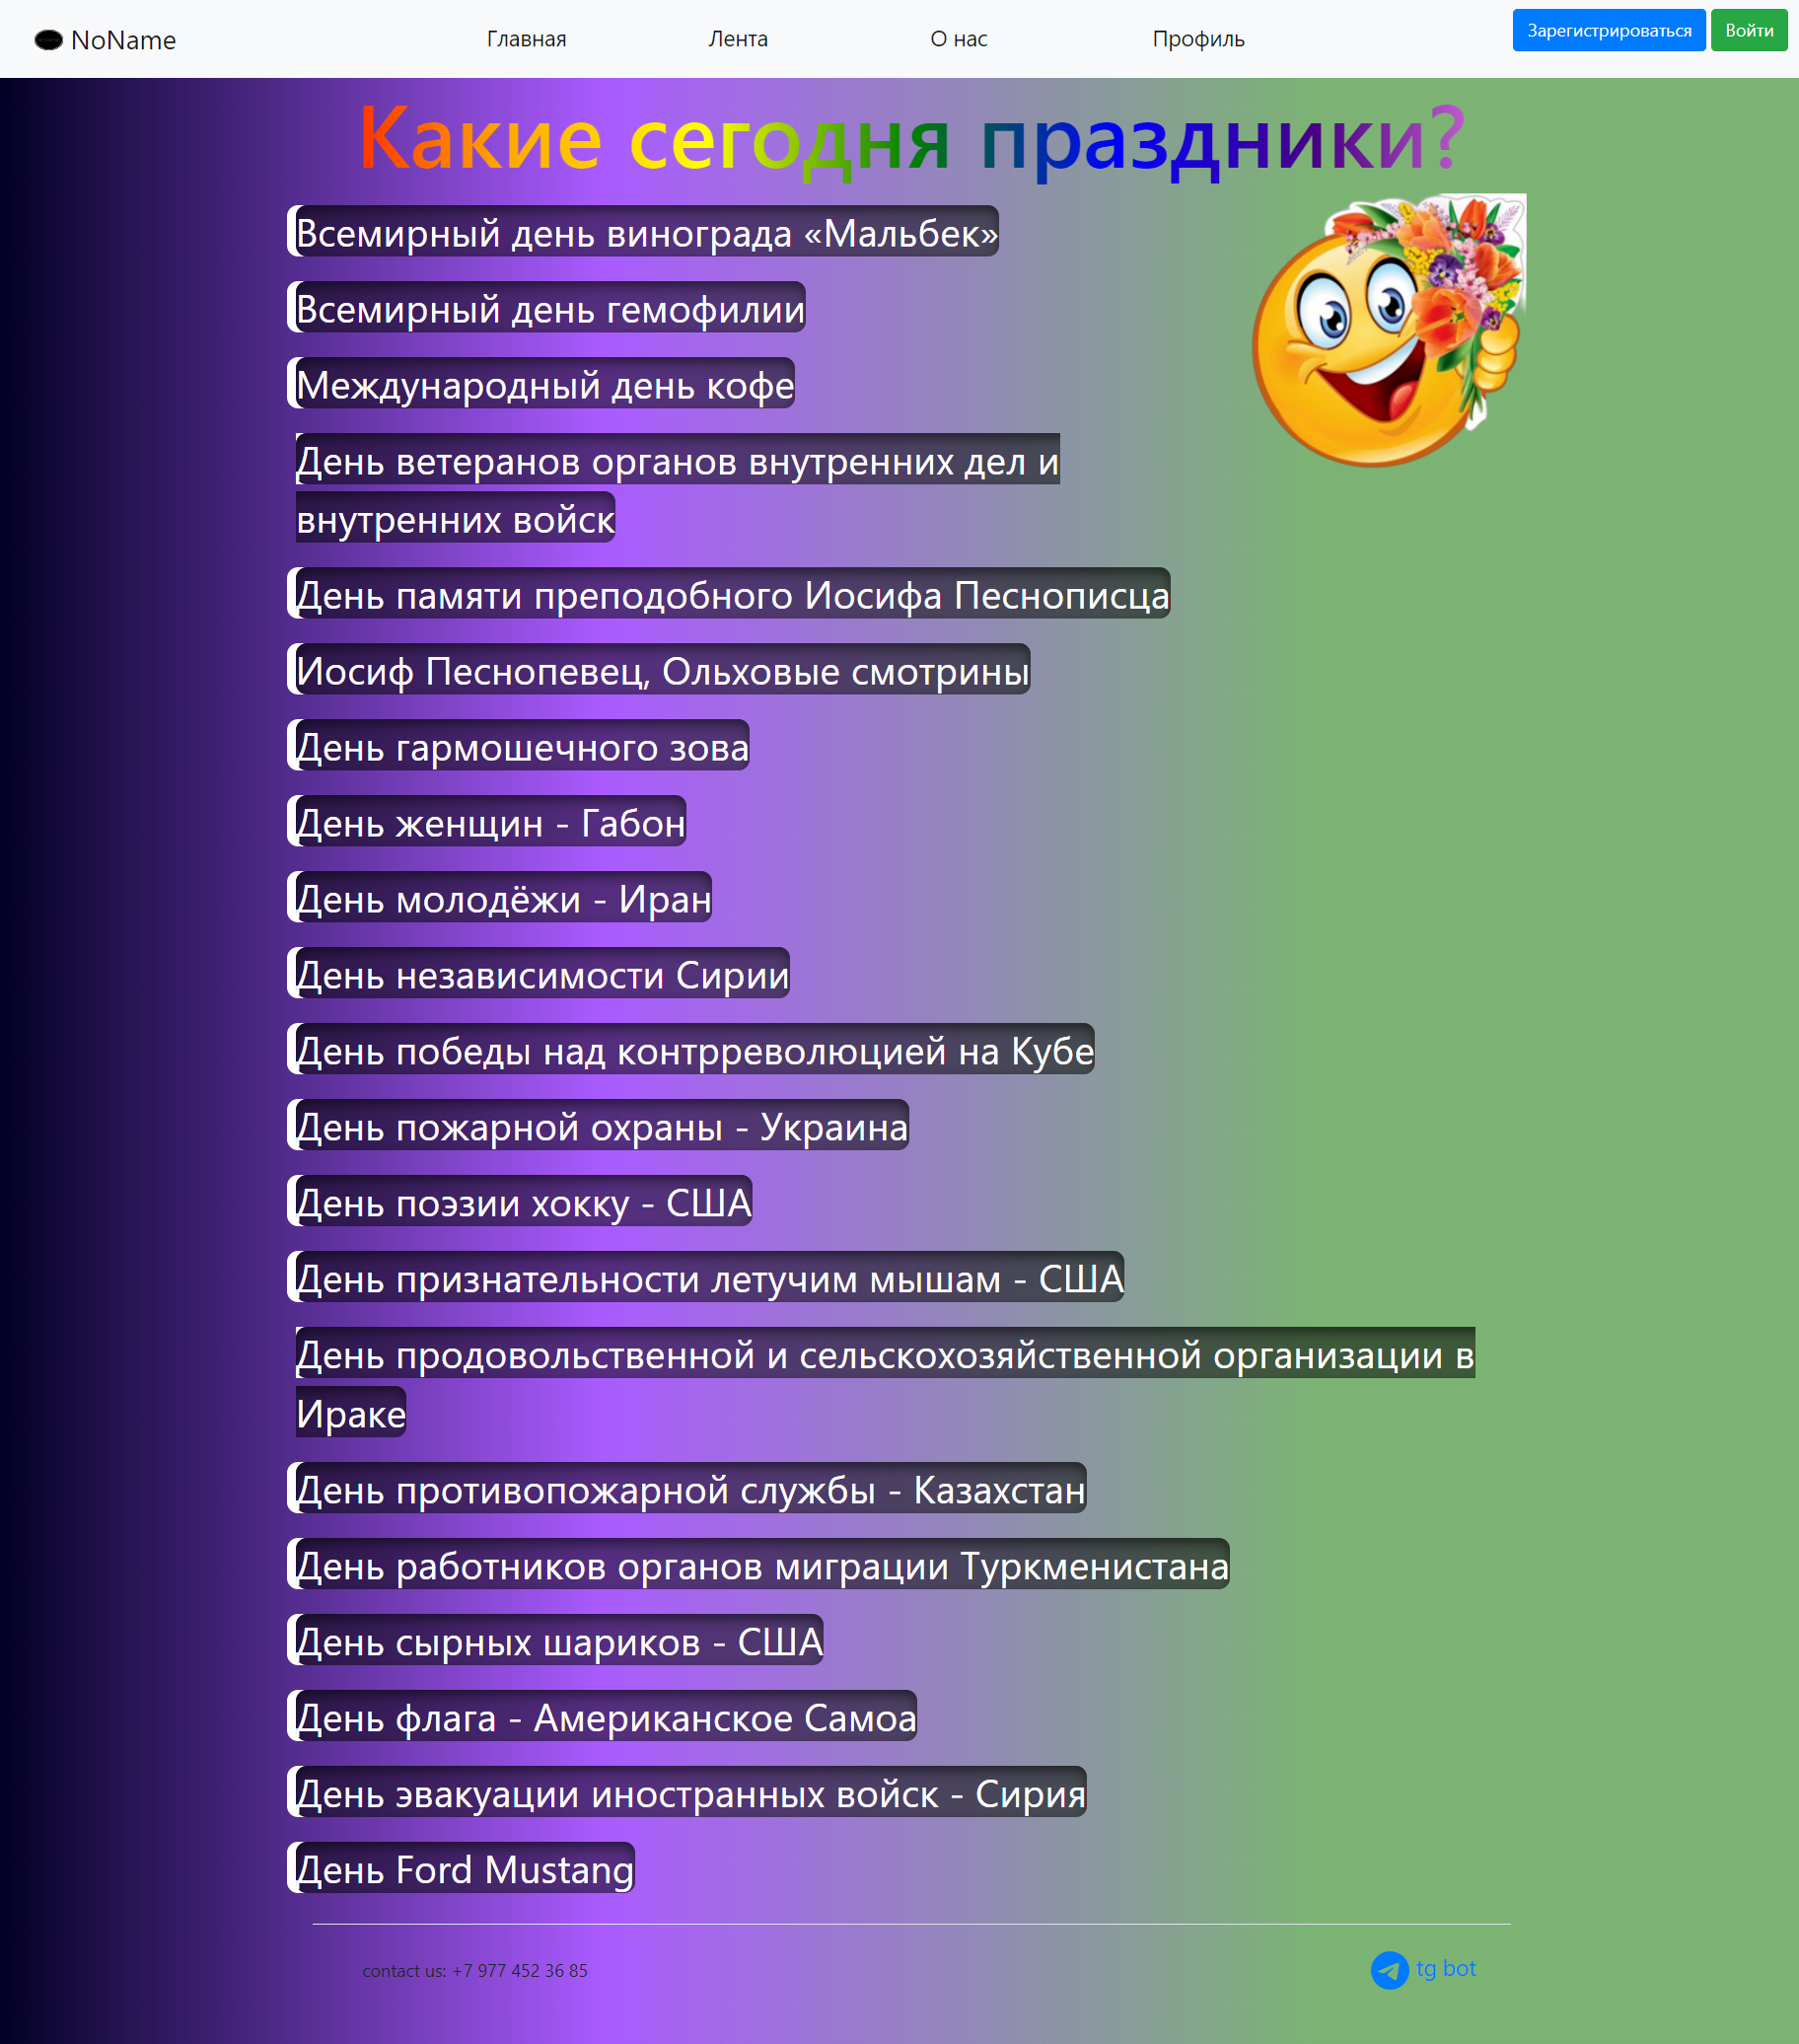 NoName
Главная
Лента
О нас
Профиль
Зарегистрироваться
Войти
Какие сегодня праздники?
Всемирный день винограда «Мальбек»
Всемирный день гемофилии
Международный день кофе
День ветеранов органов внутренних дел и
внутренних войск
День памяти преподобного Иосифа Песнописца
Иосиф Песнопевец, Ольховые смотрины
День гармошечного зова
День женщин - Габон
День молодёжи - Иран
День независимости Сирии
День победы над контрреволюцией на Кубе
День пожарной охраны - Украина
День поэзии хокку - США
День признательности летучим мышам - США
День продовольственной и сельскохозяйственной организации в
Ираке
День противопожарной службы - Казахстан
День работников органов миграции Туркменистана
День сырных шариков - США
День флага - Американское Самоа
День эвакуации иностранных войск - Сирия
День Ford Mustang
contact us: +7 977 452 36 85
tg bot